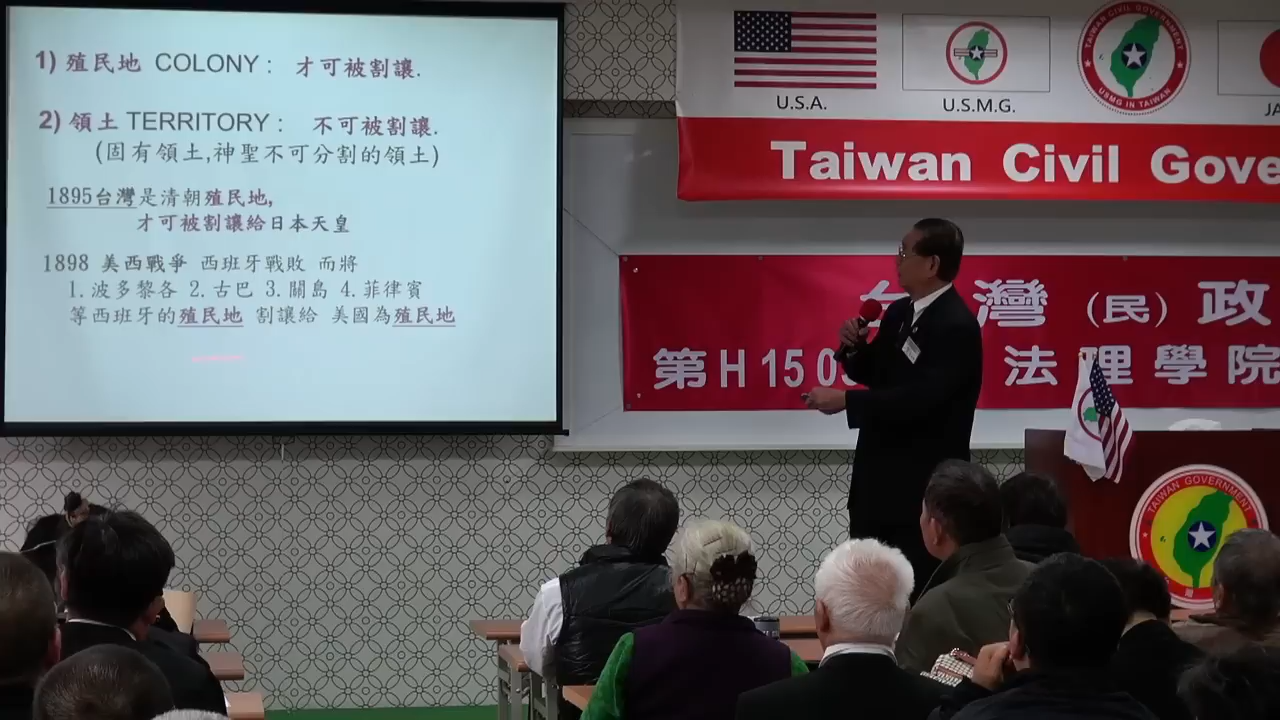 1) 殖民地 COLONY : 才可被割讓.
2) 領土 TERRITORY : 不可被割讓.
(固有領土,神聖不可分割的領土)
1895台灣是清朝殖民地,
才可被割讓給日本天皇
1898 美西戰爭 西班牙戰敗 而將
1. 波多黎各 2. 古巴 3. 關島 4. 菲律賓
等西班牙的殖民地 割讓給 美國為殖民地
U.S.A.
U.S.M.G.
TAIWAN CIVIL GOVERNMENT
USMG IN TAIWAN
JA
Taiwan Civil Gove
台灣 (民) 政
第H 15 0
法理學院
TAIWAN GOVERNMENT